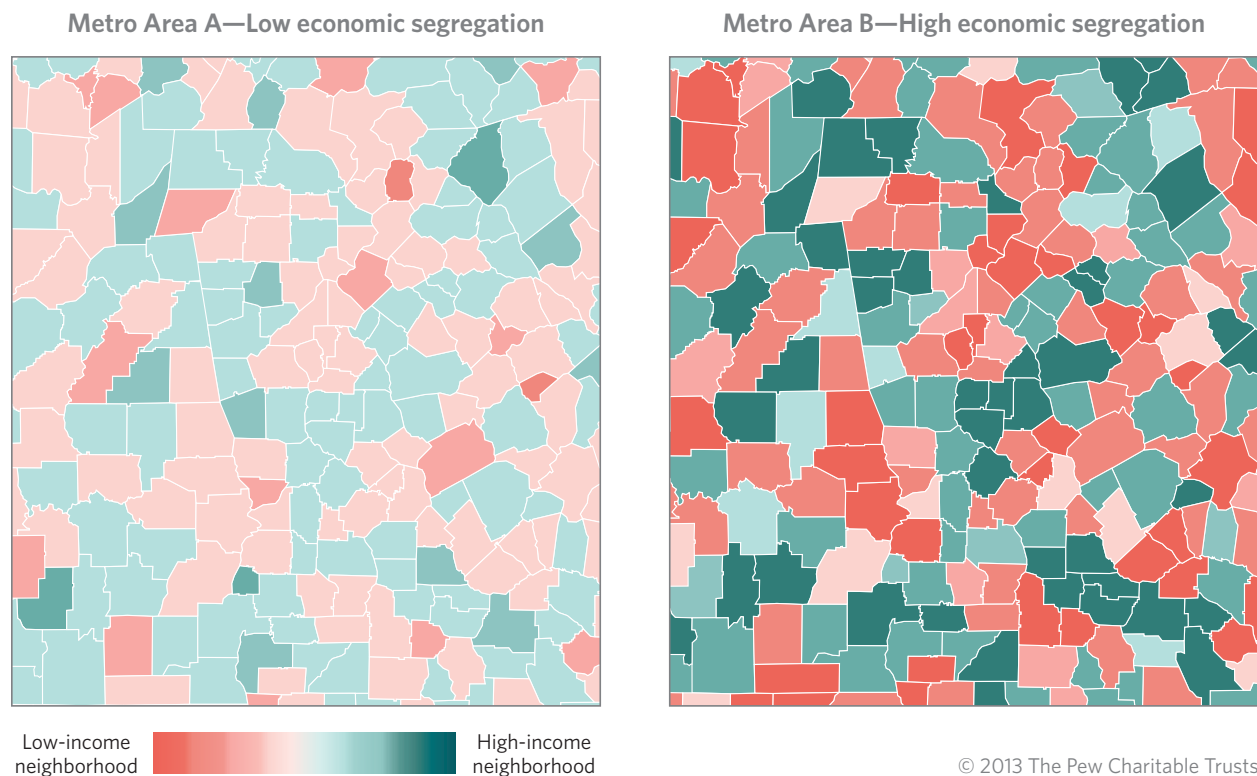 Metro Area A—Low economic segregation
Metro Area B—High economic segregation
Low-income
neighborhood
High-income
neighborhood
© 2013 The Pew Charitable Trusts